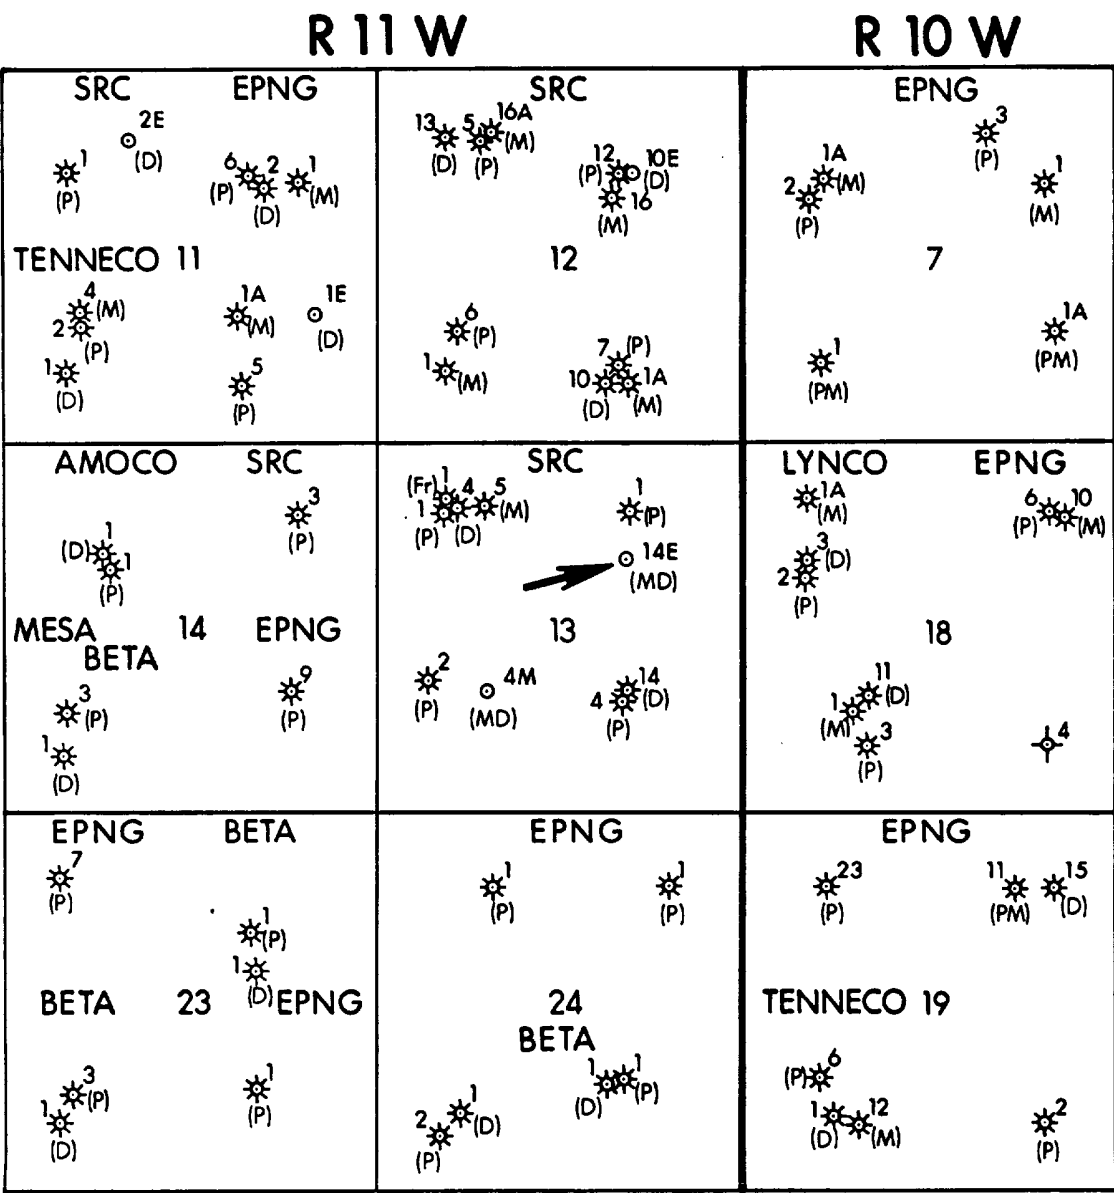 R 11 W
R 10 W
SRC EPNG
2E
(D)
1
(P)
6 2 1
(P) (D) (M)
TENNECO 11
4 (M)
2 (P)
1 (D)
1A (M)
1E (D)
5 (P)
SRC
13 (D)
5 (P)
16A (M)
12 (P)
10E (D)
16 (M)
12
6 (P)
1 (M)
7 (P)
10 (D)
1A (M)
EPNG
3 (P)
1A (M)
2 (P)
1 (M)
7
1A (PM)
1 (PM)
AMOCO SRC
3 (P)
1 (D)
1 (P)
MESA 14 EPNG
BETA
3 (P)
1 (D)
9 (P)
SRC
(Fr) 1
1 (P)
4 (D)
5 (M)
1 (P)
14E
(MD)
13
2 (P)
4M
(MD)
14 (D)
4 (P)
LYNCO EPNG
1A (M)
6 (P)
10 (M)
3 (D)
2 (P)
18
11 (D)
1 (M)
3 (P)
4
EPNG BETA
7 (P)
1 (P)
1 (D)
BETA 23 EPNG
3 (P)
1 (D)
1 (P)
EPNG
1 (P)
1 (P)
24
BETA
1 (D)
1 (P)
1 (D)
2 (P)
EPNG
23 (P)
11 (PM)
15 (D)
TENNECO 19
6 (P)
1 (D)
12 (M)
2 (P)